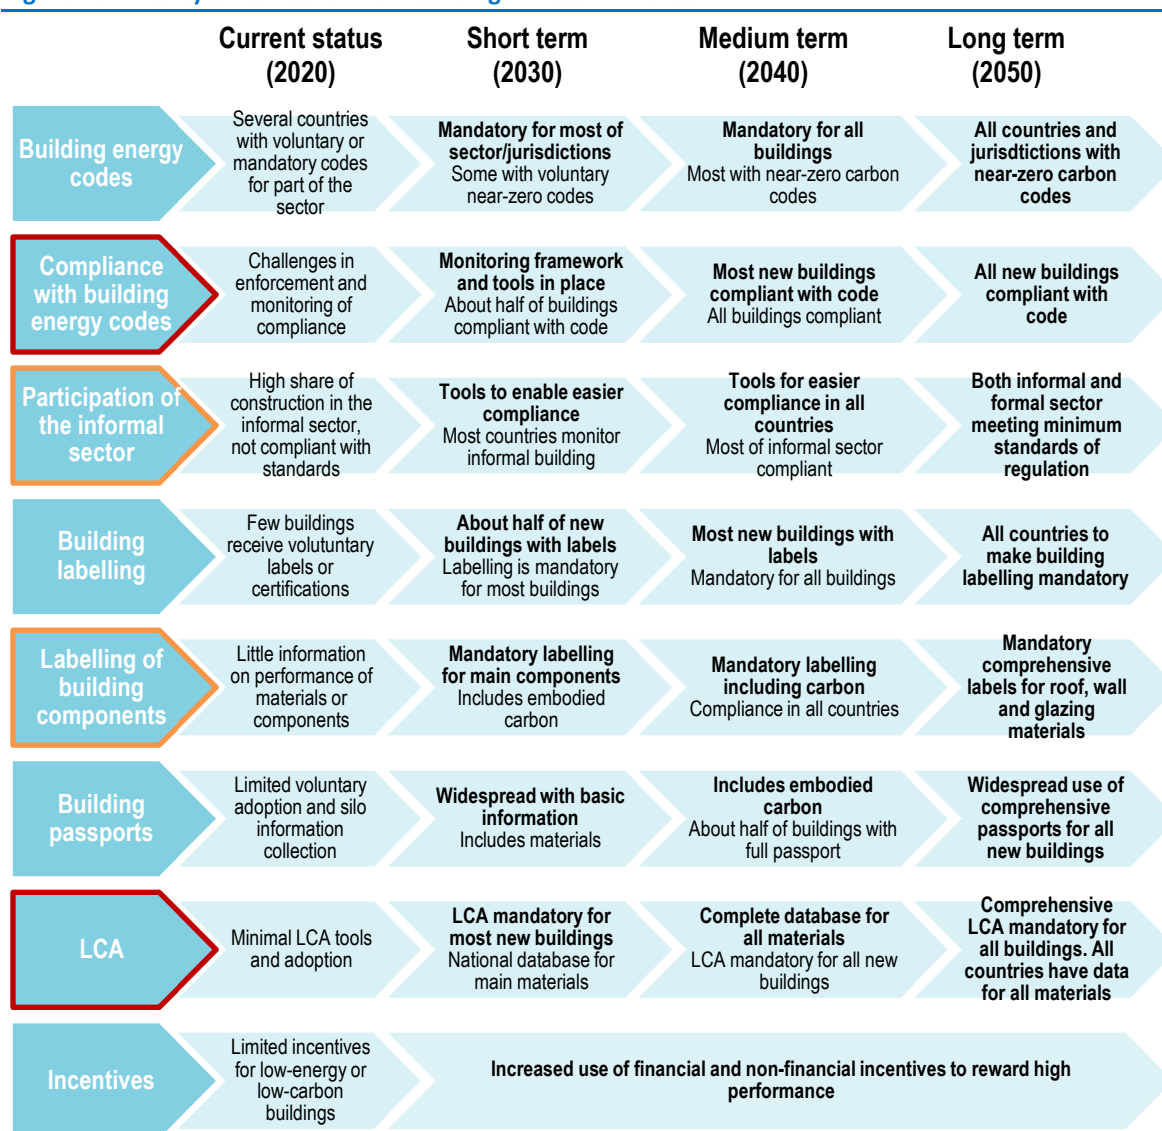 Current status
(2020)
Short term
(2030)
Medium term
(2040)
Long term
(2050)
Building energy
codes
Several countries
with voluntary or
mandatory codes
for part of the
sector
Mandatory for most of
sector/jurisdictions
Some with voluntary
near-zero codes
Mandatory for all
buildings
Most with near-zero carbon
codes
All countries and
jurisdtictions with
near-zero carbon
codes
Compliance
with building
energy codes
Challenges in
enforcement and
monitoring of
compliance
Monitoring framework
and tools in place
About half of buildings
compliant with code
Most new buildings
compliant with code
All buildings compliant
All new buildings
compliant with
code
Participation of
the informal
sector
High share of
construction in the
informal sector,
not compliant with
standards
Tools to enable easier
compliance
Most countries monitor
informal building
Tools for easier
compliance in all
countries
Most of informal sector
compliant
Both informal and
formal sector
meeting minimum
standards of
regulation
Building
labelling
Few buildings
receive volutuntary
labels or
certifications
About half of new
buildings with labels
Labelling is mandatory
for most buildings
Most new buildings with
labels
Mandatory for all buildings
All countries to
make building
labelling mandatory
Labelling of
building
components
Little information
on performance of
materials or
components
Mandatory labelling
for main components
Includes embodied
carbon
Mandatory labelling
including carbon
Compliance in all countries
Mandatory
comprehensive
labels for roof, wall
and glazing
materials
Building
passports
Limited voluntary
adoption and silo
information
collection
Widespread with basic
information
Includes materials
Includes embodied
carbon
About half of buildings with
full passport
Widespread use of
comprehensive
passports for all
new buildings
LCA
Minimal LCA tools
and adoption
LCA mandatory for
most new buildings
National database for
main materials
Complete database for
all materials
LCA mandatory for all new
buildings
Comprehensive
LCA mandatory for
all buildings. All
countries have data
for all materials
Incentives
Limited incentives
for low-energy or
low-carbon
buildings
Increased use of financial and non-financial incentives to reward high
performance